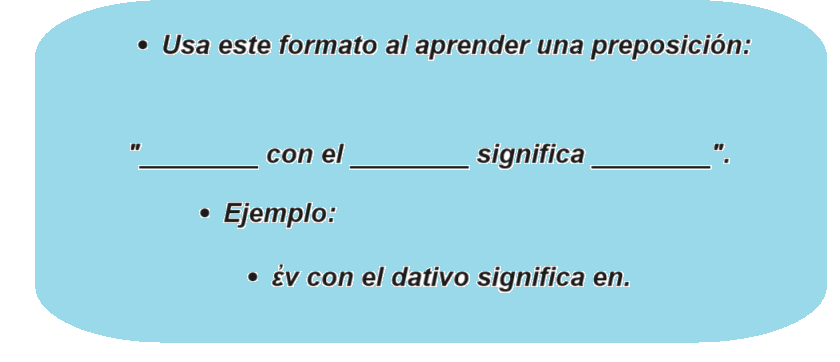 • Usa este formato al aprender una preposición:
"________ con el ________ significa ________".
• Ejemplo:
• ἐν con el dativo significa en.